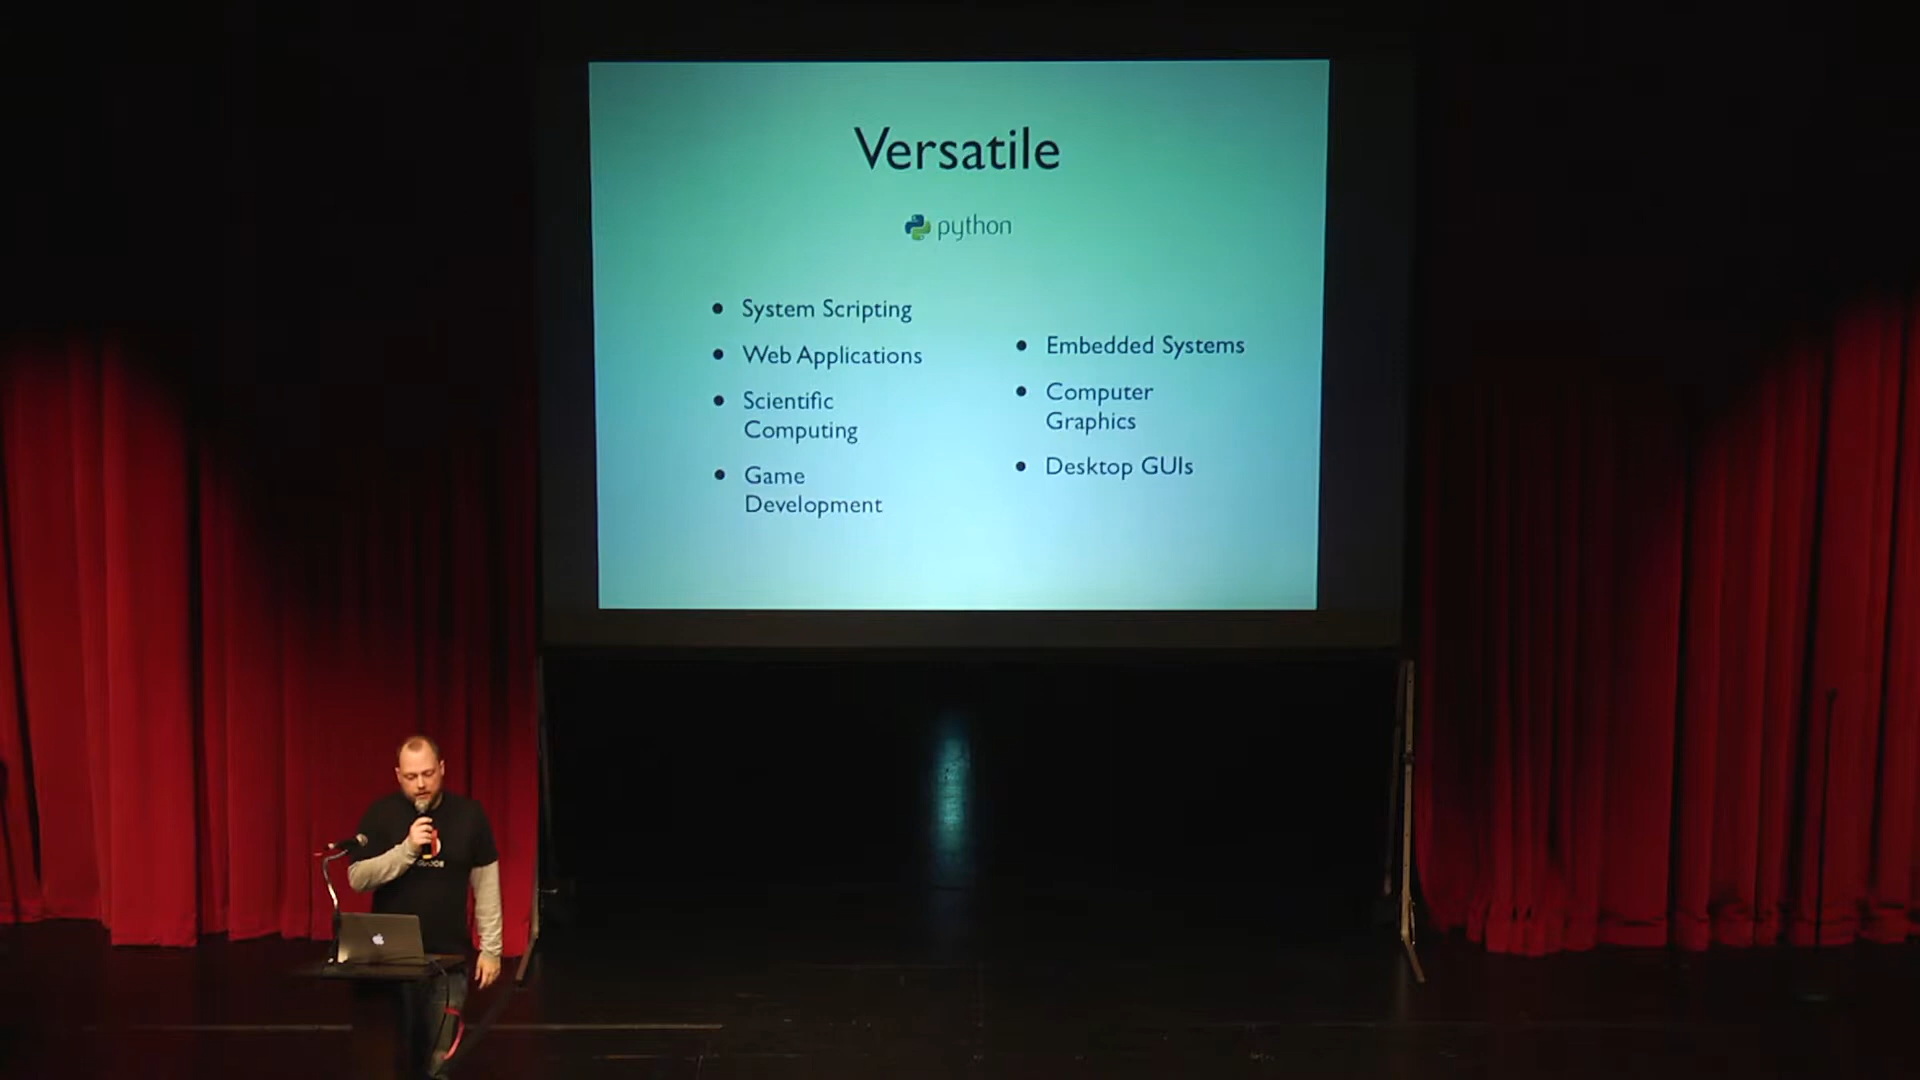 Versatile
python
• System Scripting
• Web Applications
• Scientific
Computing
• Game
Development
• Embedded Systems
• Computer
Graphics
• Desktop GUIs